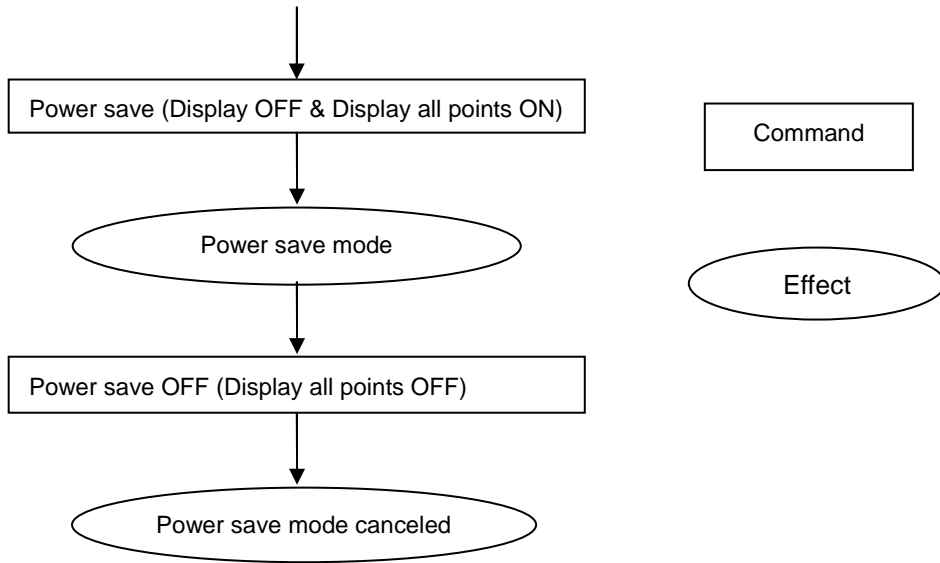 Power save (Display OFF & Display all points ON)
Command
Power save mode
Effect
Power save OFF (Display all points OFF)
Power save mode canceled